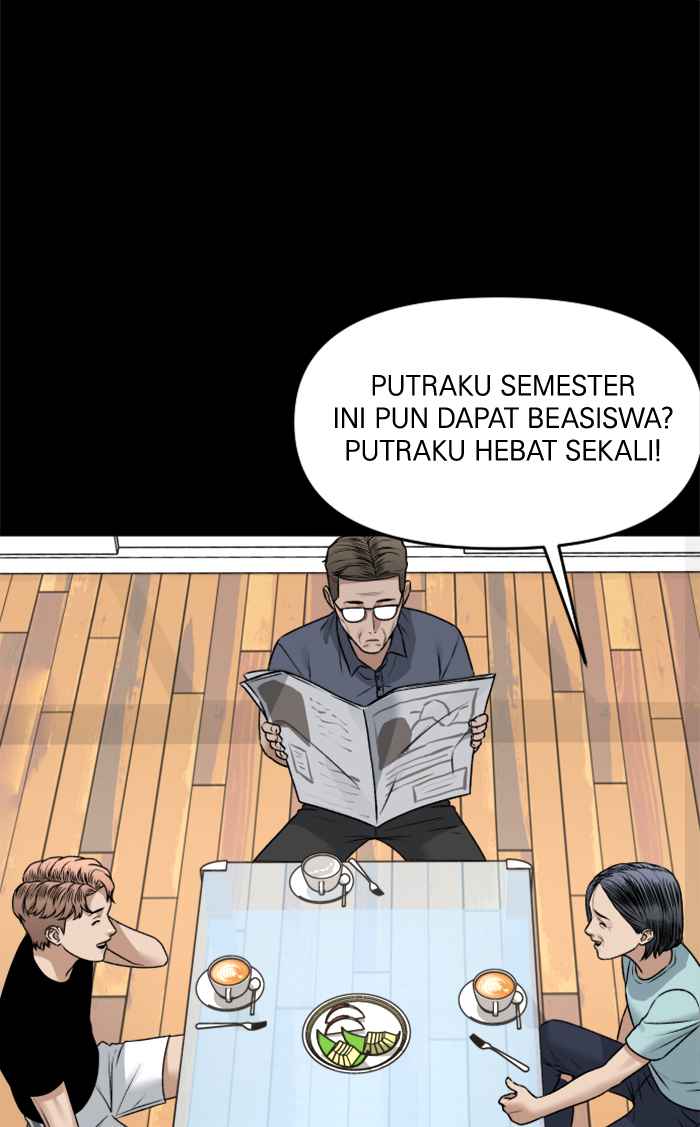 PUTRAKU SEMESTER
INI PUN DAPAT BEASISWA?
PUTRAKU HEBAT SEKALI!